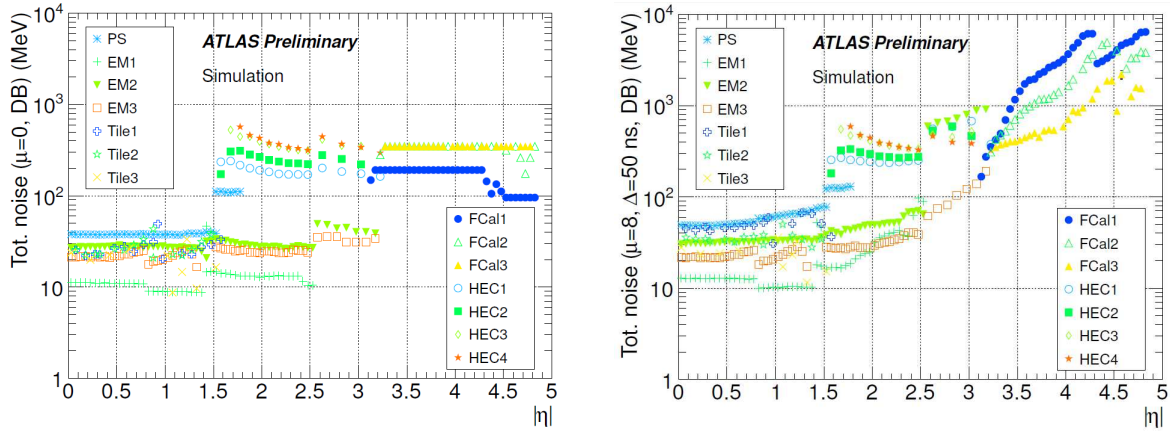 Tot. noise (μ=0, DB) (MeV)
10⁴
10³
10²
10
1
PS
EM1
EM2
EM3
Tile1
Tile2
Tile3
ATLAS Preliminary
Simulation
FCal1
FCal2
FCal3
HEC1
HEC2
HEC3
HEC4
0 0.5 1 1.5 2 2.5 3 3.5 4 4.5 5
|η|
Tot. noise (μ=8, Δ=50 ns, DB) (MeV)
10⁴
10³
10²
10
1
PS
EM1
EM2
EM3
Tile1
Tile2
Tile3
ATLAS Preliminary
Simulation
FCal1
FCal2
FCal3
HEC1
HEC2
HEC3
HEC4
0 0.5 1 1.5 2 2.5 3 3.5 4 4.5 5
|η|